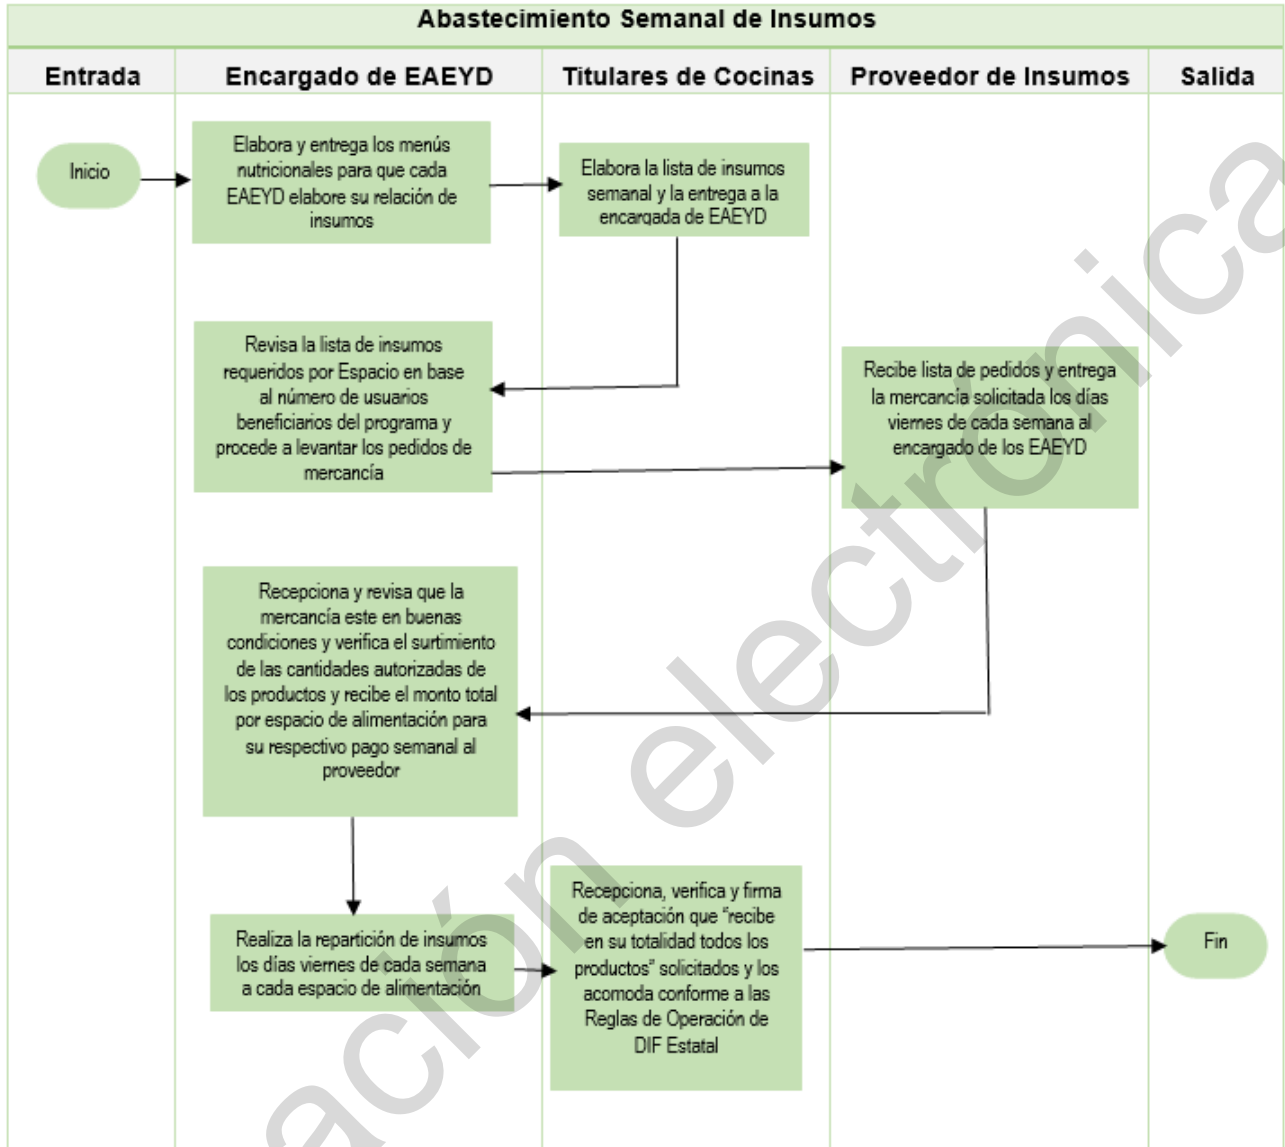 Abastecimiento Semanal de Insumos
Entrada
Encargado de EAEYD
Titulares de Cocinas
Proveedor de Insumos
Salida
Inicio
Elabora y entrega los menús
nutricionales para que cada
EAEYD elabore su relación de
insumos
Elabora la lista de insumos
semanal y la entrega a la
encargada de EAEYD
Revisa la lista de insumos
requeridos por Espacio en base
al número de usuarios
beneficiarios del programa y
procede a levantar los pedidos de
mercancía
Recibe lista de pedidos y entrega
la mercancía solicitada los días
viernes de cada semana al
encargado de los EAEYD
Recepciona y revisa que la
mercancía este en buenas
condiciones y verifica el surtimiento
de las cantidades autorizadas de
los productos y recibe el monto total
por espacio de alimentación para
su respectivo pago semanal al
proveedor
Realiza la repartición de insumos
los días viernes de cada semana
a cada espacio de alimentación
Recepciona, verifica y firma
de aceptación que “recibe
en su totalidad todos los
productos” solicitados y los
acomoda conforme a las
Reglas de Operación de
DIF Estatal
Fin
ación electrónica